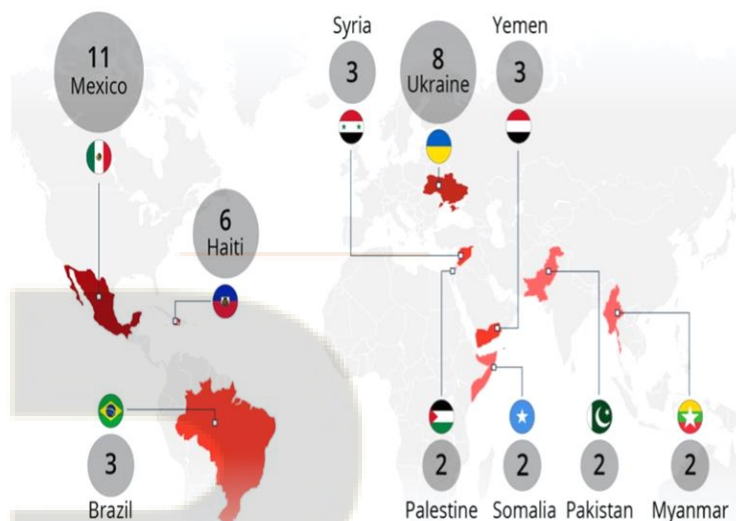 Syria
3
Yemen
3
11
Mexico
8
Ukraine
6
Haiti
3
Brazil
2
Palestine
2
Somalia
2
Pakistan
2
Myanmar